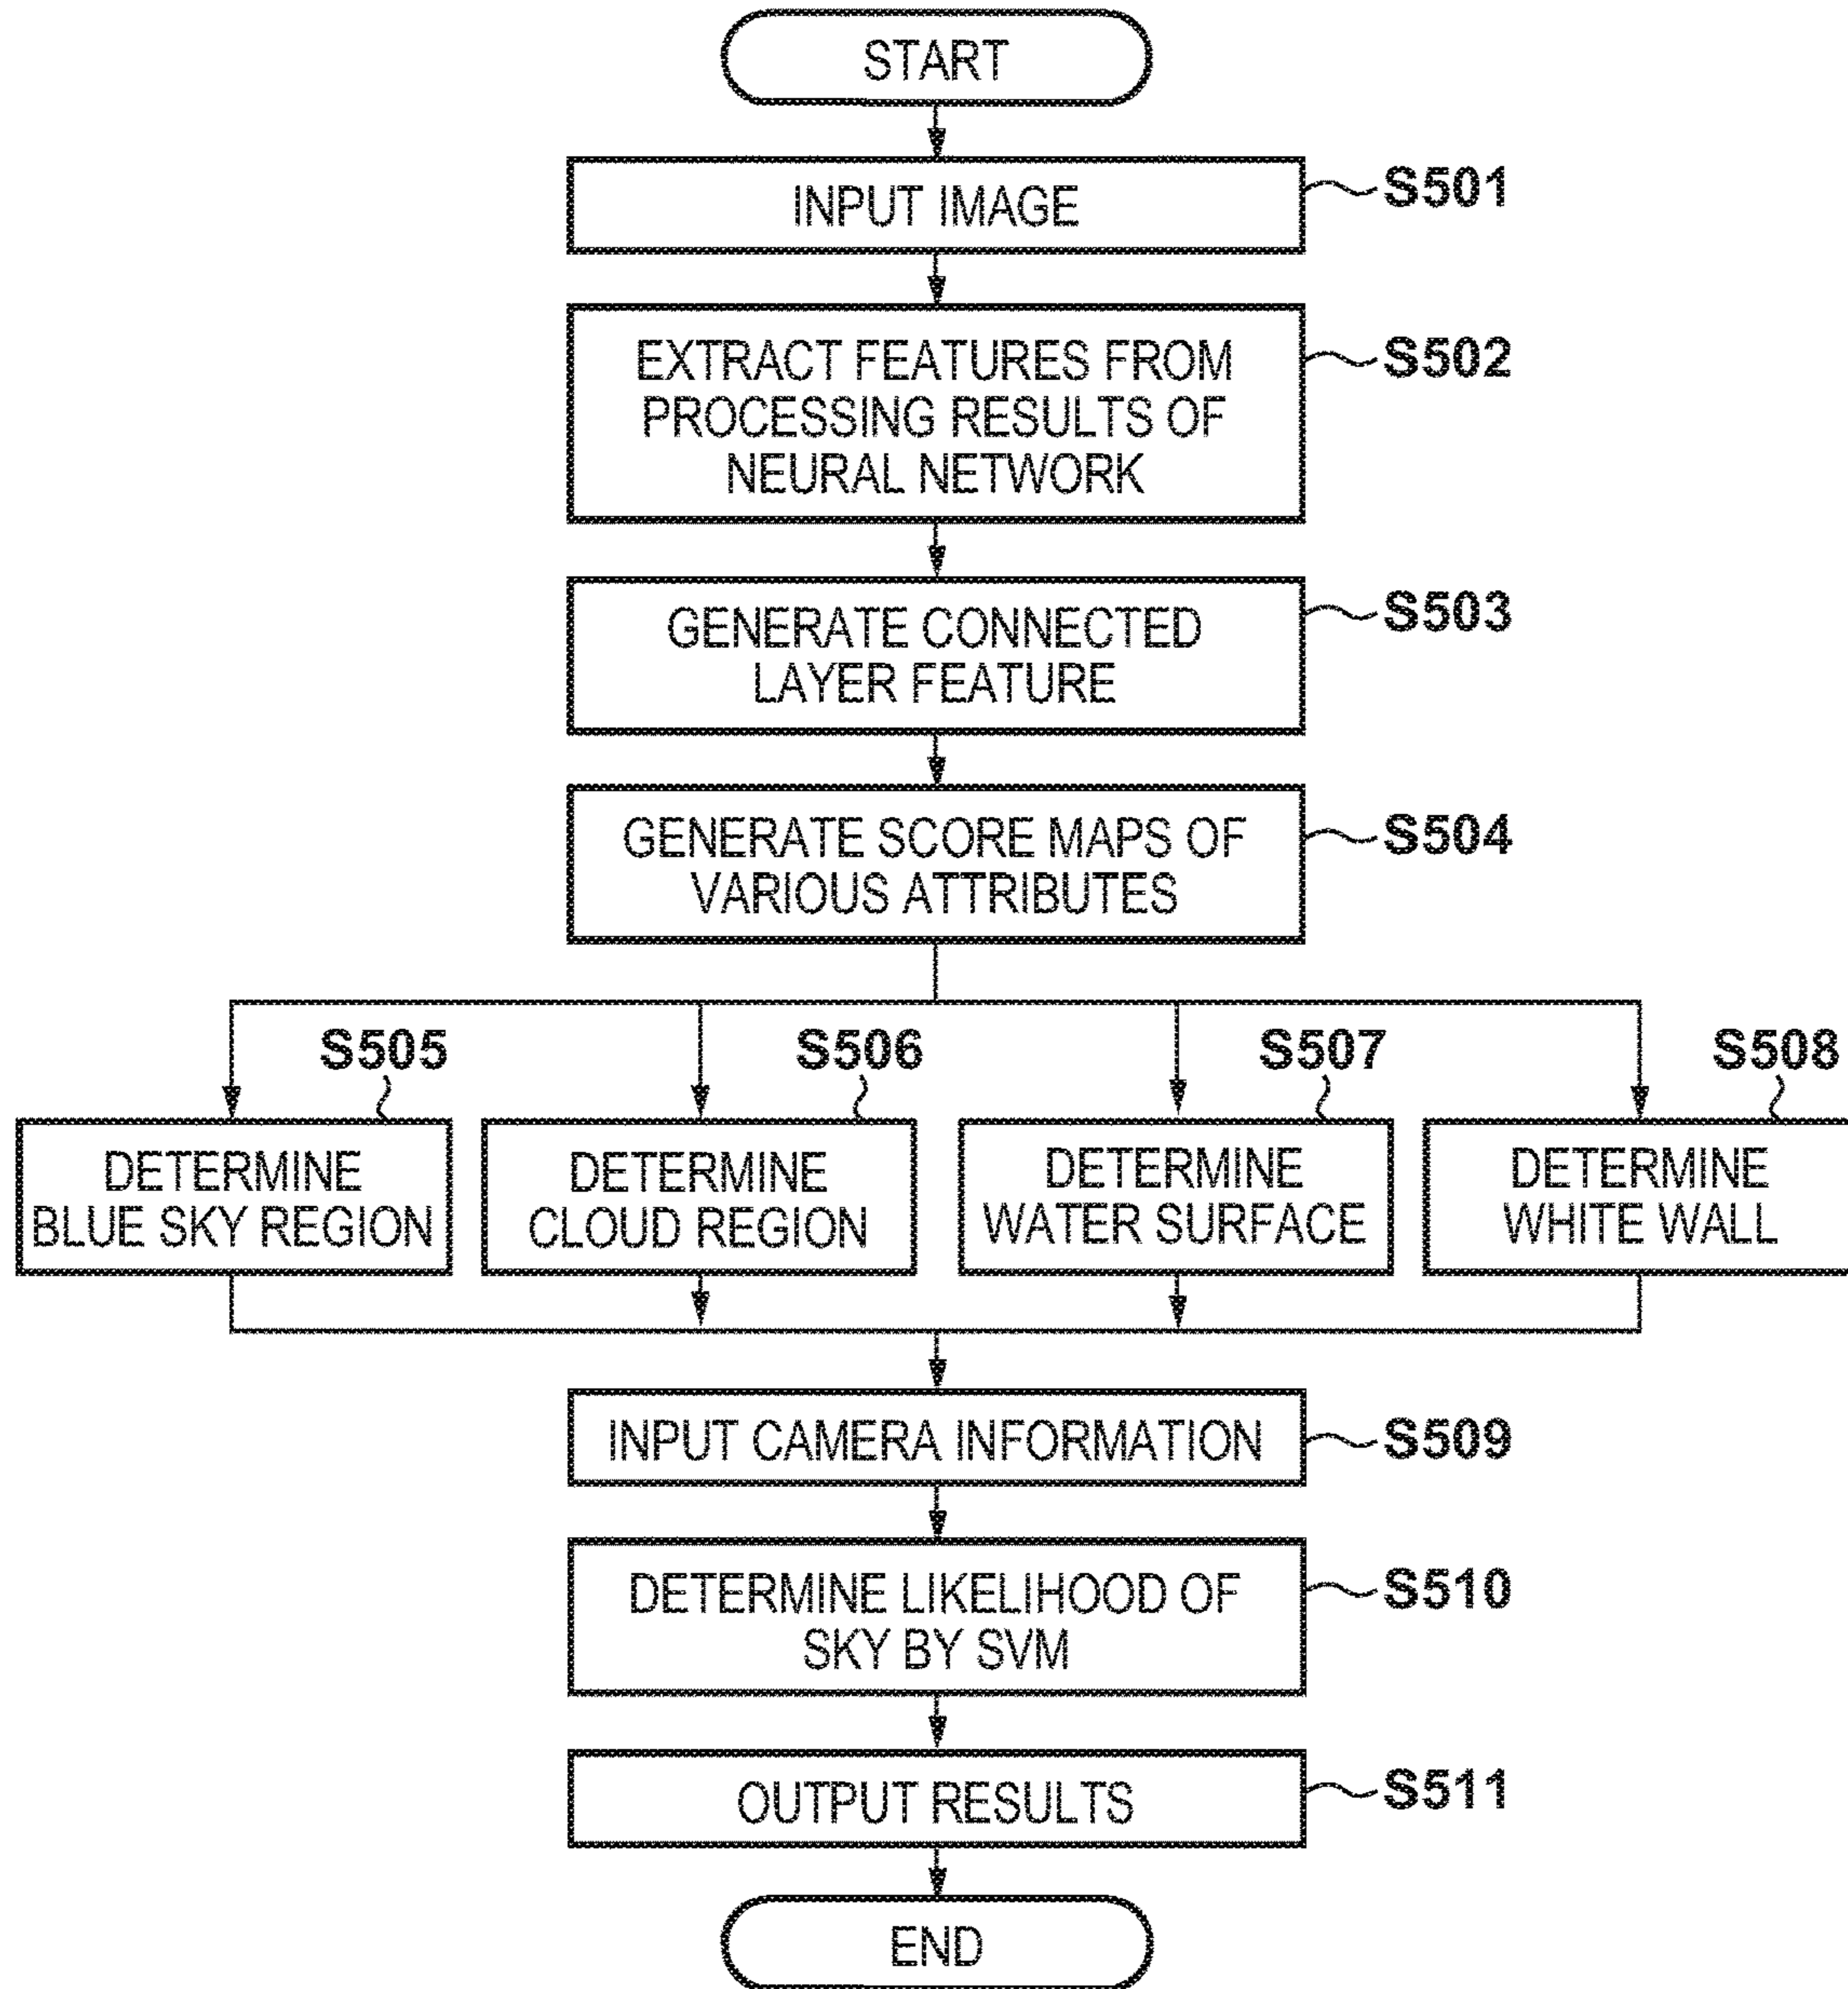 START
INPUT IMAGE
S501
EXTRACT FEATURES FROM
PROCESSING RESULTS OF
NEURAL NETWORK
S502
GENERATE CONNECTED
LAYER FEATURE
S503
GENERATE SCORE MAPS OF
VARIOUS ATTRIBUTES
S504
S505
DETERMINE
BLUE SKY REGION
S506
DETERMINE
CLOUD REGION
S507
DETERMINE
WATER SURFACE
S508
DETERMINE
WHITE WALL
INPUT CAMERA INFORMATION
S509
DETERMINE LIKELIHOOD OF
SKY BY SVM
S510
OUTPUT RESULTS
S511
END